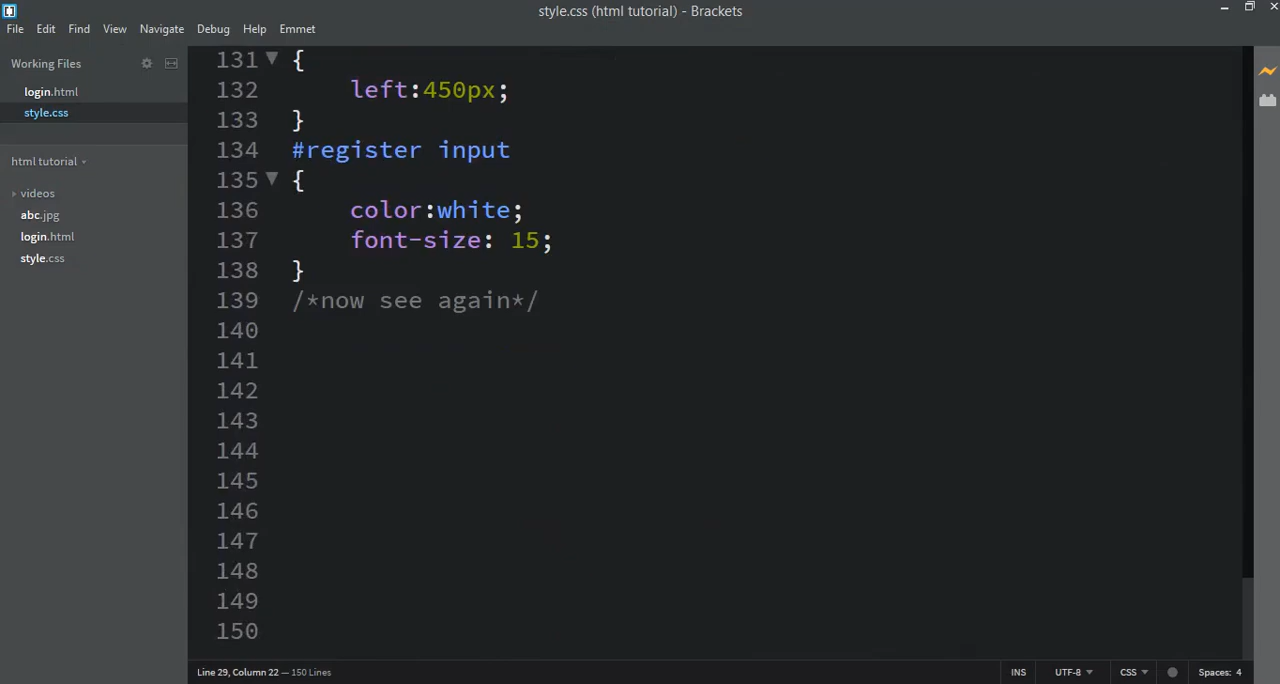 style.css (html tutorial) - Brackets
File Edit Find View Navigate Debug Help Emmet
Working Files
login.html
style.css
html tutorial
videos
abc.jpg
login.html
style.css
131 {
132 left:450px;
133 }
134 #register input
135 {
136 color:white;
137 font-size: 15;
138 }
139 /*now see again*/
140
141
142
143
144
145
146
147
148
149
150
Line 29, Column 22 — 150 Lines
INS UTF-8 CSS Spaces: 4